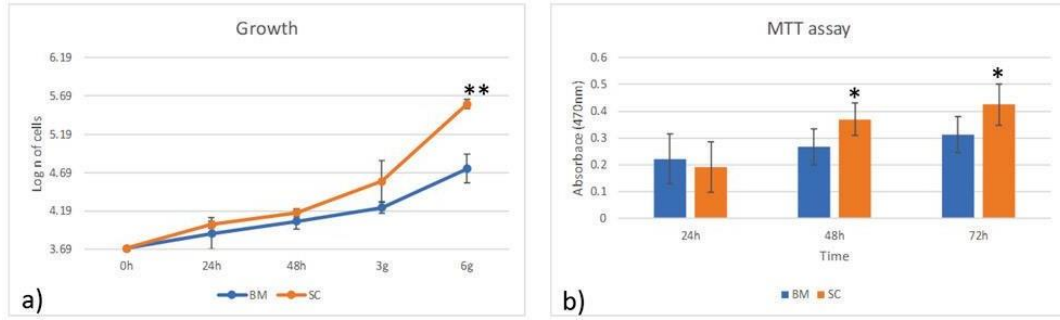 Growth
6.19
5.69
5.19
4.69
4.19
3.69
Log n of cells
0h 24h 48h 3g 6g
**
BM SC
a)
MTT assay
0.6
0.5
0.4
0.3
0.2
0.1
0
Absorbace (470nm)
* *
24h 48h 72h
Time
BM SC
b)